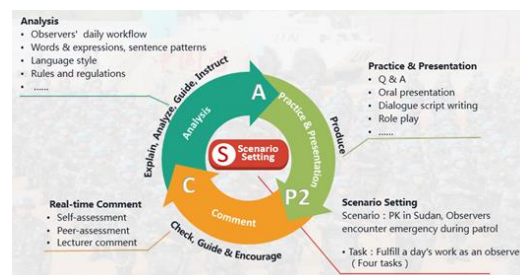 Analysis
• Observers' daily workflow
• Words & expressions, sentence patterns
• Language style
• Rules and regulations
• ......
Explain, Analyze, Guide, Instruct
Analysis
A
Practice & Presentation
P2
Produce
S Scenario
Setting
C
Comment
Check, Guide & Encourage
Practice & Presentation
• Q & A
• Oral presentation
• Dialogue script writing
• Role play
• ......
Real-time Comment
• Self-assessment
• Peer-assessment
• Lecturer comment
Scenario Setting
Scenario : PK in Sudan, Observers
encounter emergency during patrol
• Task : Fulfill a day's work as an observe
( Four tasks )